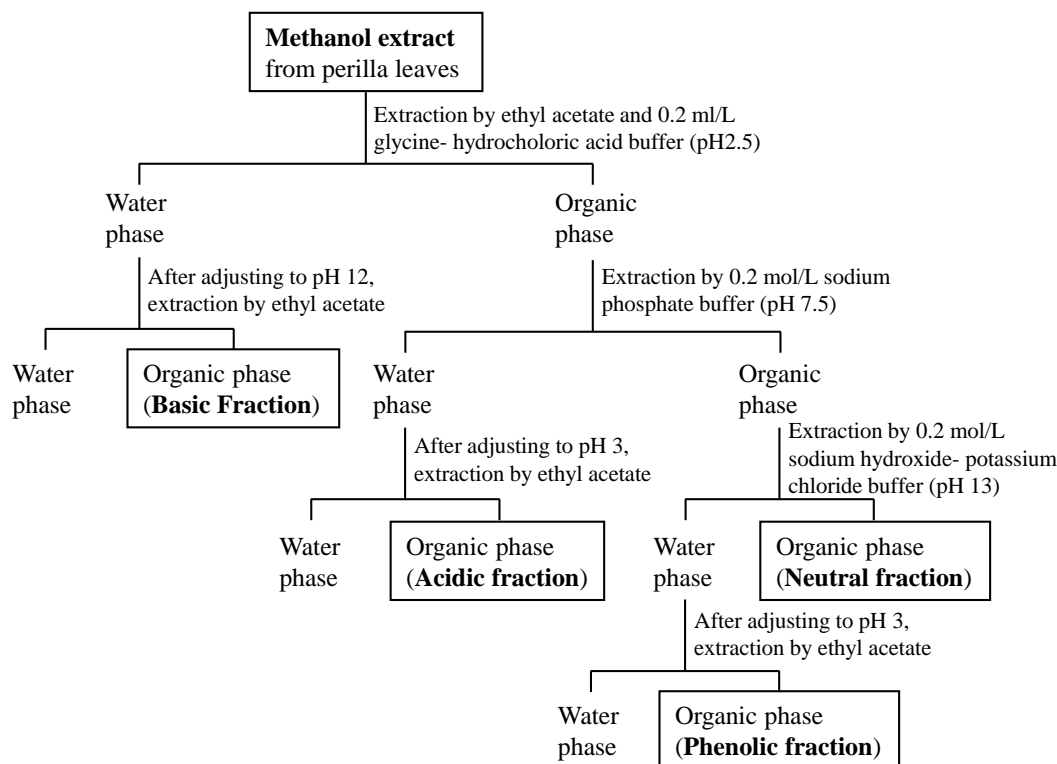 Methanol extract
from perilla leaves
Extraction by ethyl acetate and 0.2 ml/L
glycine- hydrocholoric acid buffer (pH2.5)
Water
phase
Organic
phase
After adjusting to pH 12,
extraction by ethyl acetate
Extraction by 0.2 mol/L sodium
phosphate buffer (pH 7.5)
Water
phase
Organic phase
(Basic Fraction)
Water
phase
Organic
phase
After adjusting to pH 3,
extraction by ethyl acetate
Extraction by 0.2 mol/L
sodium hydroxide- potassium
chloride buffer (pH 13)
Water
phase
Organic phase
(Acidic fraction)
Water
phase
Organic phase
(Neutral fraction)
After adjusting to pH 3,
extraction by ethyl acetate
Water
phase
Organic phase
(Phenolic fraction)